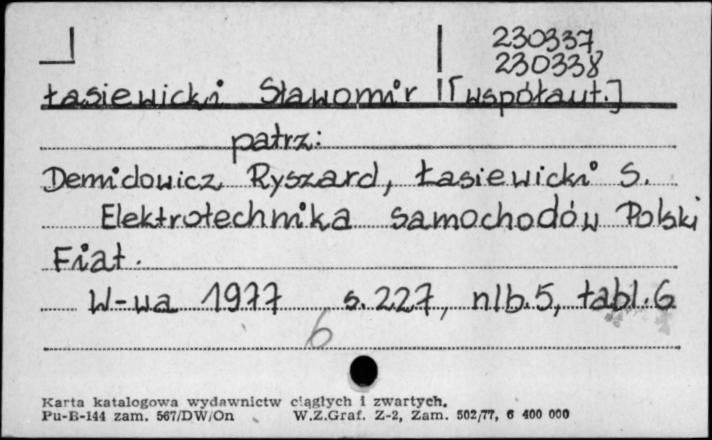 230337
230338
Łasiewicki Sławomir [współaut.]
patrz:
Demidowicz Ryszard, Łasiewicki S.
Elektrotechnika samochodów Polski
Fiat.
W-wa 1977 s. 227, nlb. 5, tabl. 6
6
Karta katalogowa wydawnictw ciągłych i zwartych.
Pu-B-144 zam. 567/DW/On W.Z.Graf. Z-2, Zam. 502/77, 6 400 000